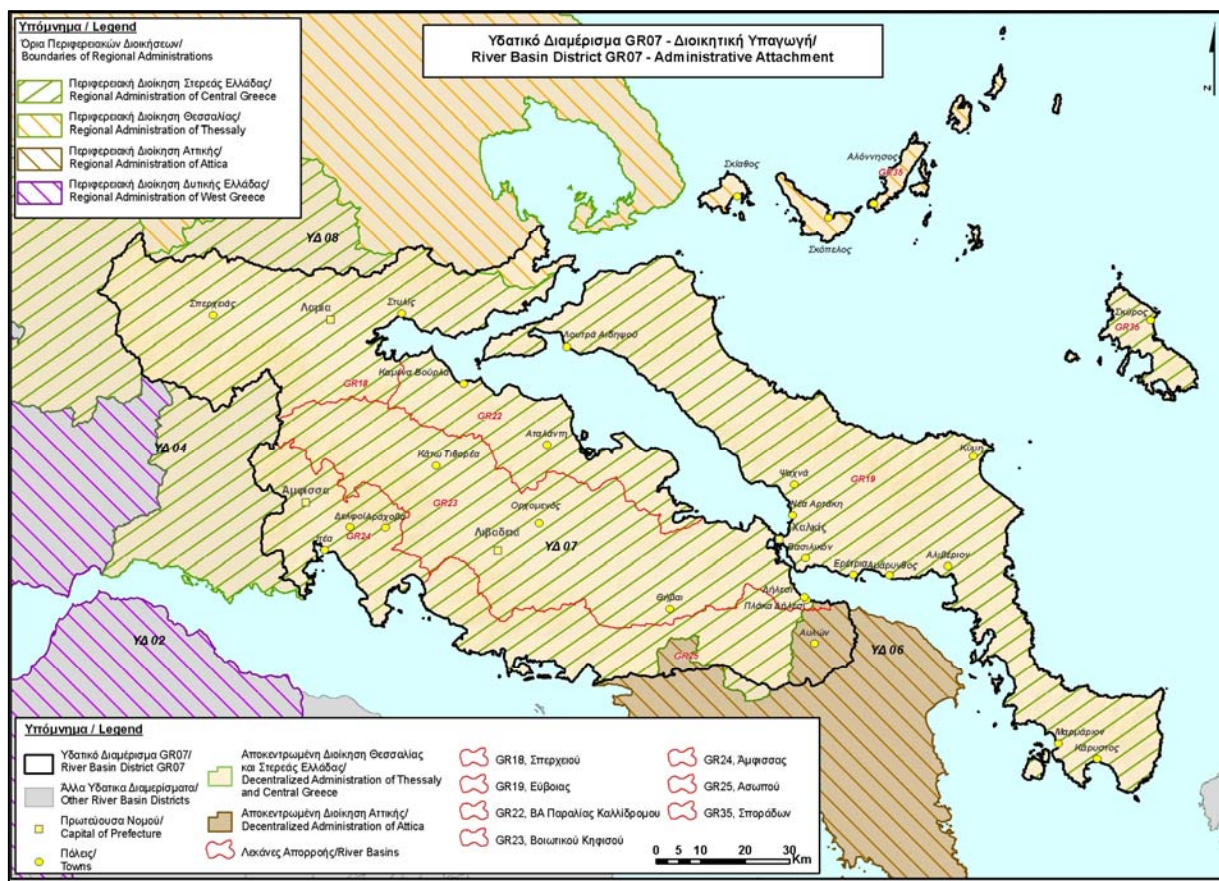 Υπόμνημα / Legend
Όρια Περιφερειακών Διοικήσεων/
Boundaries of Regional Administrations
Περιφερειακή Διοίκηση Στερεάς Ελλάδας/
Regional Administration of Central Greece
Περιφερειακή Διοίκηση Θεσσαλίας/
Regional Administration of Thessaly
Περιφερειακή Διοίκηση Αττικής/
Regional Administration of Attica
Περιφερειακή Διοίκηση Δυτικής Ελλάδας/
Regional Administration of West Greece
Υδατικό Διαμέρισμα GR07 - Διοικητική Υπαγωγή/
River Basin District GR07 - Administrative Attachment
N
Σκίαθος
Αλόννησος
GR35
Σκόπελος
ΥΔ 08
Σπερχειάς
Λαμία
Στυλίς
Σκύρος
GR36
Λουτρά Αιδηψού
Καμένα Βούρλα
GR18
GR22
ΥΔ 04
Αταλάντη
Κάτω Τιθορέα
Κύμη
Ψαχνά
GR19
Άμφισσα
GR23
Ορχομενός
Νέα Αρτάκη
Δελφοί
Αράχοβα
GR24
Λιβαδειά
ΥΔ 07
Χαλκίς
Ιτέα
Βασιλικόν
Ερέτρια
Αμάρυνθος
Αλιβέριον
Θήβαι
Δήλεσι
Πλάκα Δήλεσι
ΥΔ 02
Αυλών
GR25
ΥΔ 06
Μαρμάριον
Κάρυστος
Υπόμνημα / Legend
Υδατικό Διαμέρισμα GR07/
River Basin District GR07
Άλλα Υδατικα Διαμερίσματα/
Other River Basin Districts
Πρωτεύουσα Νομού/
Capital of Prefecture
Πόλεις/
Towns
Αποκεντρωμένη Διοίκηση Θεσσαλίας
και Στερεάς Ελλάδας/
Decentralized Administration of Thessaly
and Central Greece
Αποκεντρωμένη Διοίκηση Αττικής/
Decentralized Administration of Attica
Λεκάνες Απορροής/River Basins
GR18, Σπερχειού
GR19, Εύβοιας
GR22, ΒΑ Παραλίας Καλλίδρομου
GR23, Βοιωτικού Κηφισού
GR24, Άμφισσας
GR25, Ασωπού
GR35, Σποράδων
0 5 10 20 30
Km